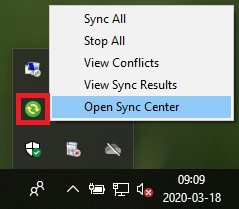 Sync All
Stop All
View Conflicts
View Sync Results
Open Sync Center
09:09
2020-03-18